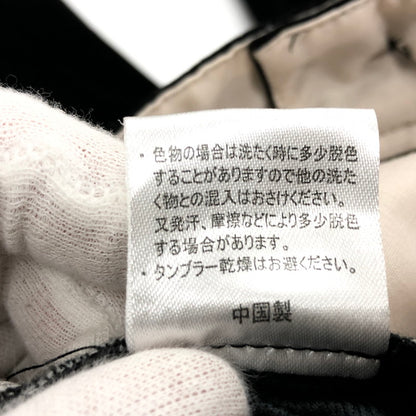 ・色物の場合は洗たく時に多少脱色
することがありますので他の洗た
く物との混入はおさけください。
又発汗、摩擦などにより多少脱色
する場合があります。
・タンブラー乾燥はお避ください。
中国製